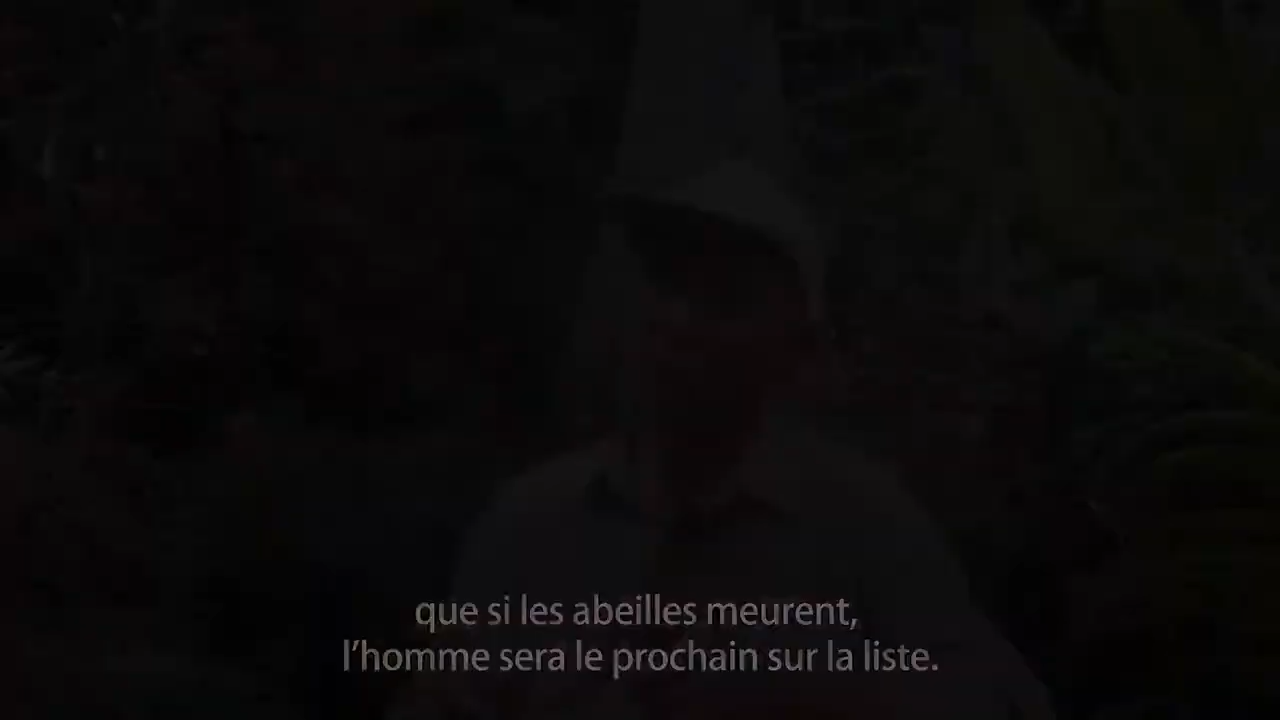 que si les abeilles meurent,
l’homme sera le prochain sur la liste.